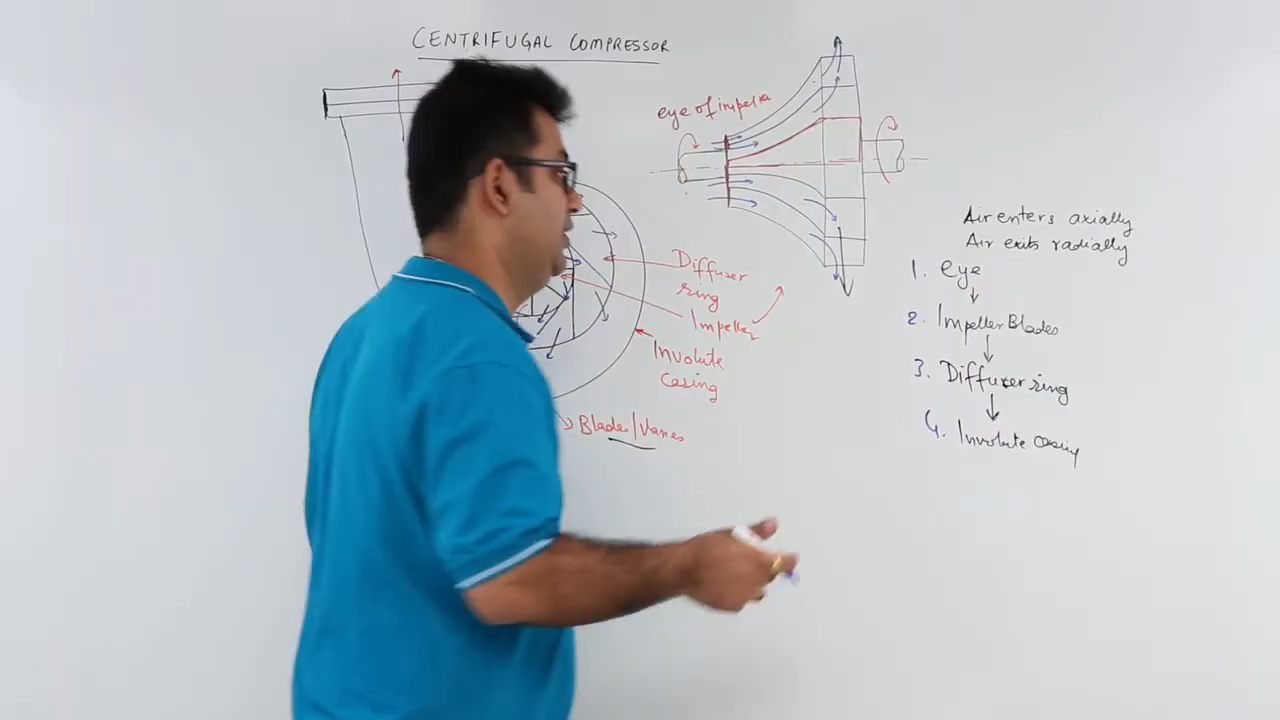 CENTRIFUGAL COMPRESSOR
eye of impeller
Diffuser
ring
Impeller
Involute
Casing
Blades/Vanes
Air enters axially
Air exits radially
1. eye
2. Impeller Blades
3. Diffuser ring
4. Involute casing